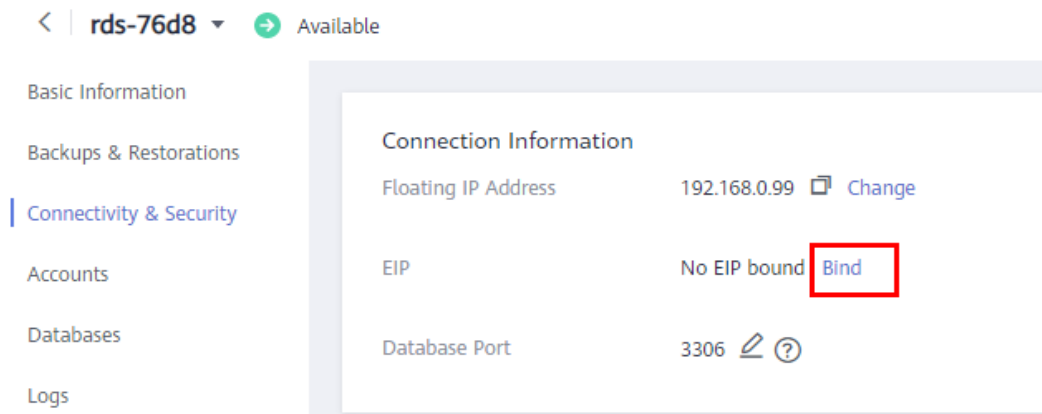 rds-76d8 Available
Basic Information
Backups & Restorations
Connectivity & Security
Accounts
Databases
Logs
Connection Information
Floating IP Address 192.168.0.99 Change
EIP No EIP bound Bind
Database Port 3306